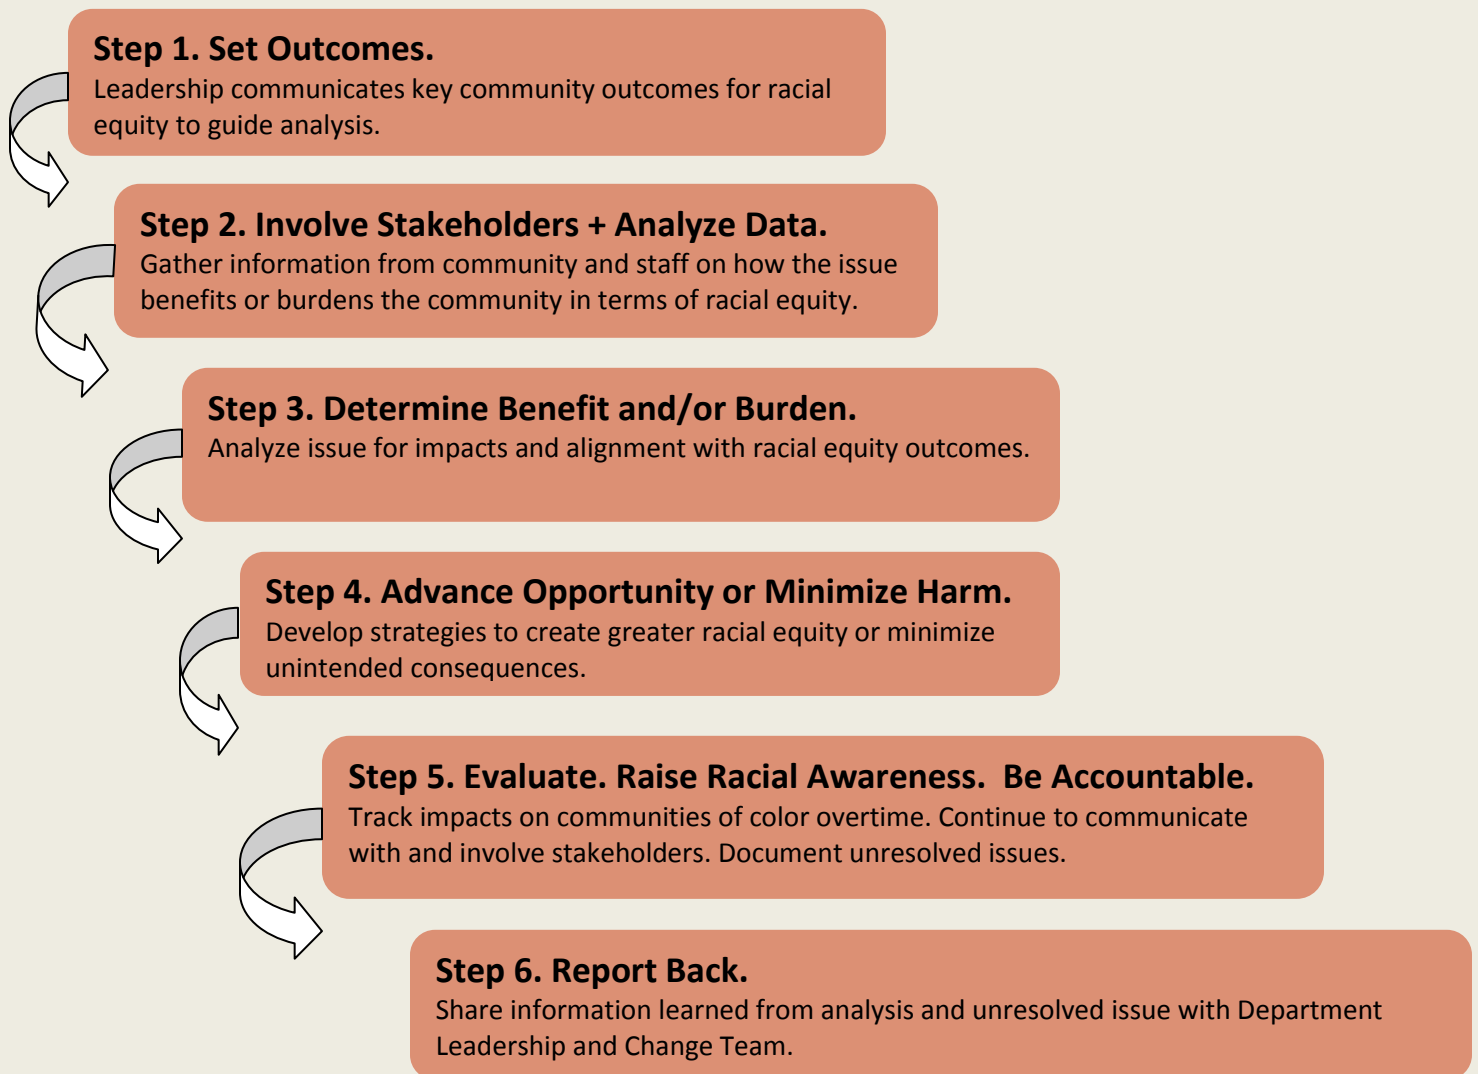 Step 1. Set Outcomes.
Leadership communicates key community outcomes for racial
equity to guide analysis.
Step 2. Involve Stakeholders + Analyze Data.
Gather information from community and staff on how the issue
benefits or burdens the community in terms of racial equity.
Step 3. Determine Benefit and/or Burden.
Analyze issue for impacts and alignment with racial equity outcomes.
Step 4. Advance Opportunity or Minimize Harm.
Develop strategies to create greater racial equity or minimize
unintended consequences.
Step 5. Evaluate. Raise Racial Awareness.  Be Accountable.
Track impacts on communities of color overtime. Continue to communicate
with and involve stakeholders. Document unresolved issues.
Step 6. Report Back.
Share information learned from analysis and unresolved issue with Department
Leadership and Change Team.